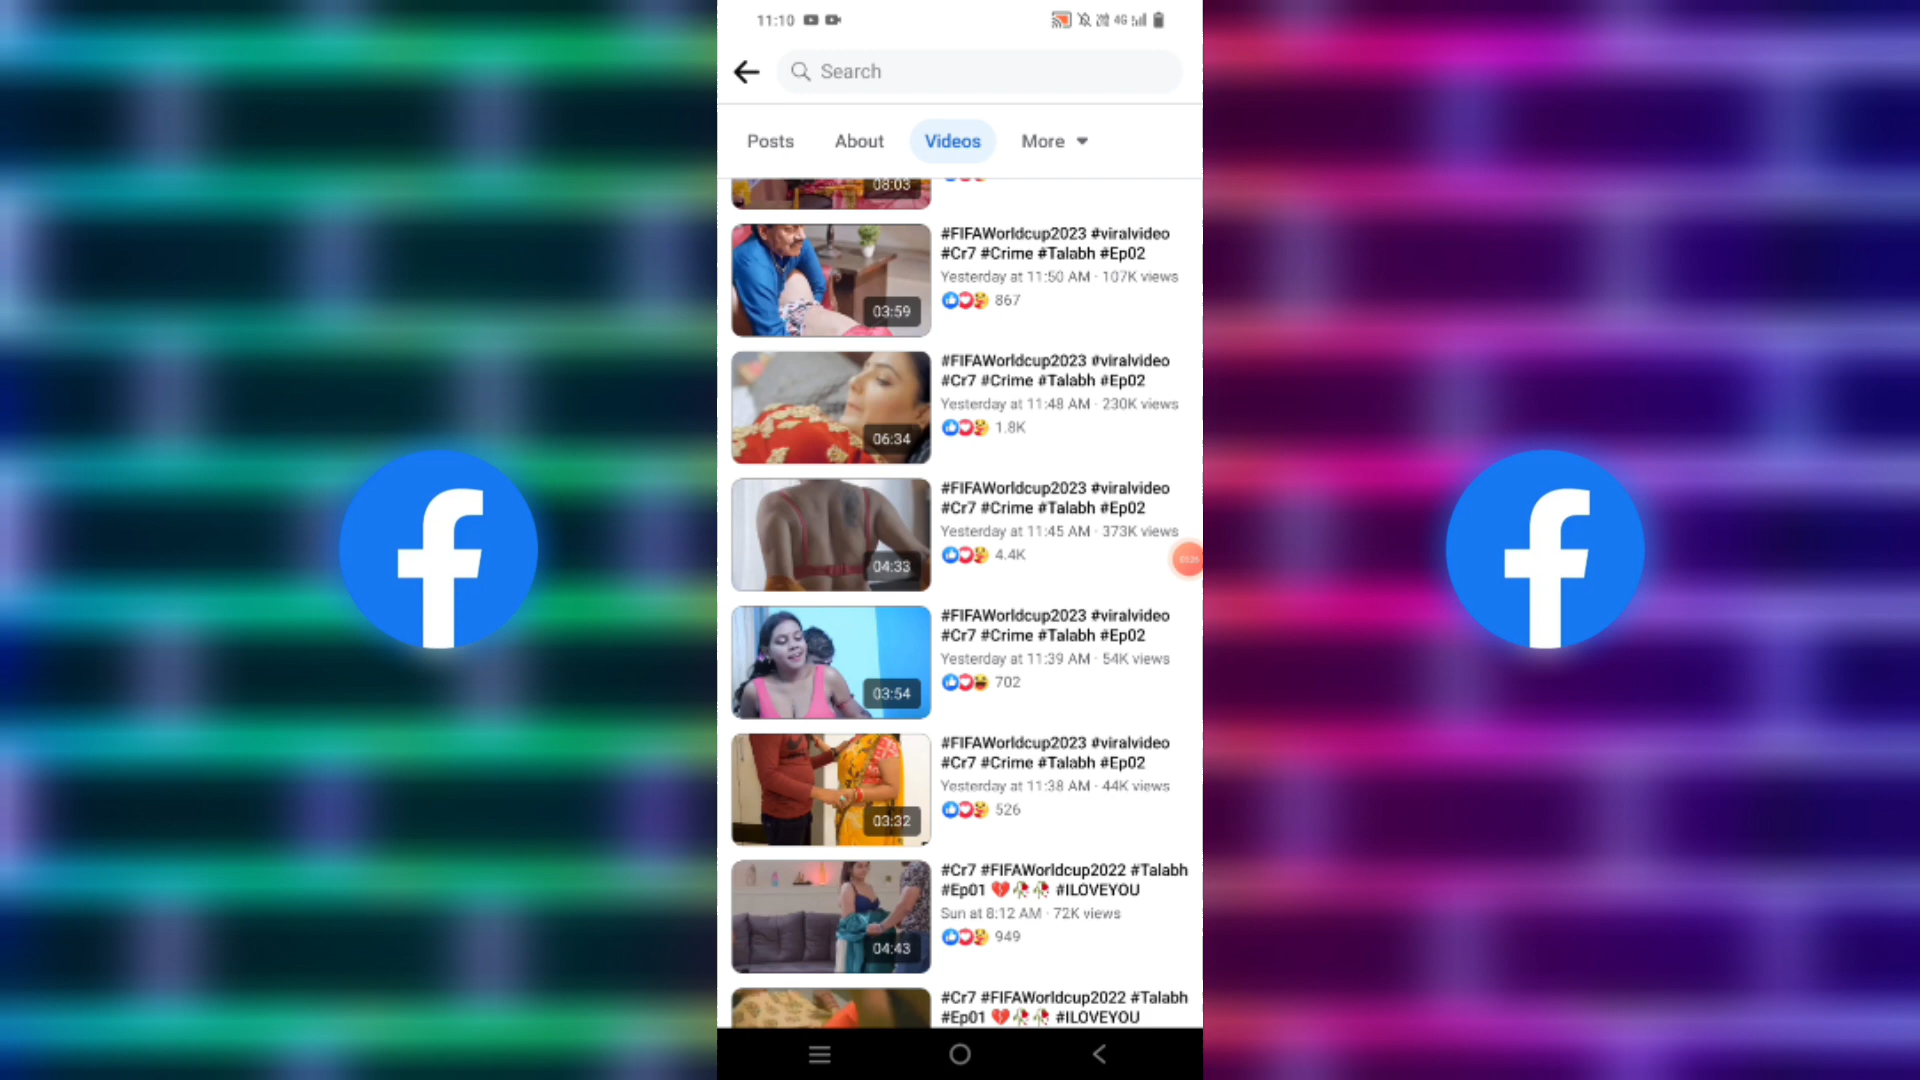 11:10
4G
Search
Posts
About
Videos
More
08:03
#FIFAWorldcup2023 #viralvideo
#Cr7 #Crime #Talabh #Ep02
Yesterday at 11:50 AM · 107K views
867
03:59
#FIFAWorldcup2023 #viralvideo
#Cr7 #Crime #Talabh #Ep02
Yesterday at 11:48 AM · 230K views
1.8K
06:34
#FIFAWorldcup2023 #viralvideo
#Cr7 #Crime #Talabh #Ep02
Yesterday at 11:45 AM · 373K views
4.4K
04:33
#FIFAWorldcup2023 #viralvideo
#Cr7 #Crime #Talabh #Ep02
Yesterday at 11:39 AM · 54K views
702
03:54
#FIFAWorldcup2023 #viralvideo
#Cr7 #Crime #Talabh #Ep02
Yesterday at 11:38 AM · 44K views
526
03:32
#Cr7 #FIFAWorldcup2022 #Talabh
#Ep01 💔🥀🥀 #ILOVEYOU
Sun at 8:12 AM · 72K views
949
04:43
#Cr7 #FIFAWorldcup2022 #Talabh
#Ep01 💔🥀🥀 #ILOVEYOU